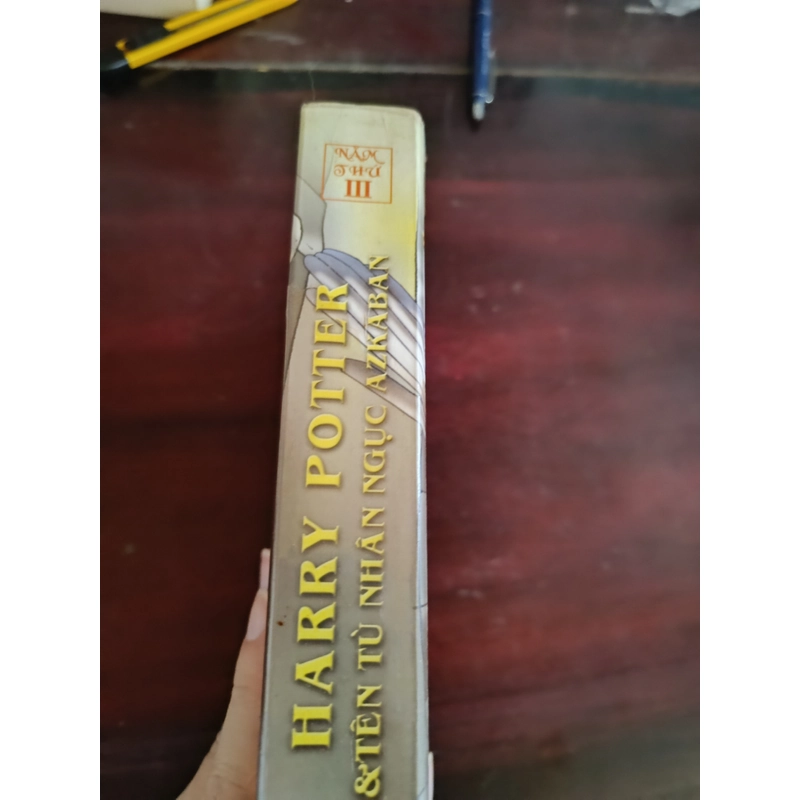 NĂM
THỨ
III
HARRY POTTER
& TÊN TÙ NHÂN NGỤC AZKABAN